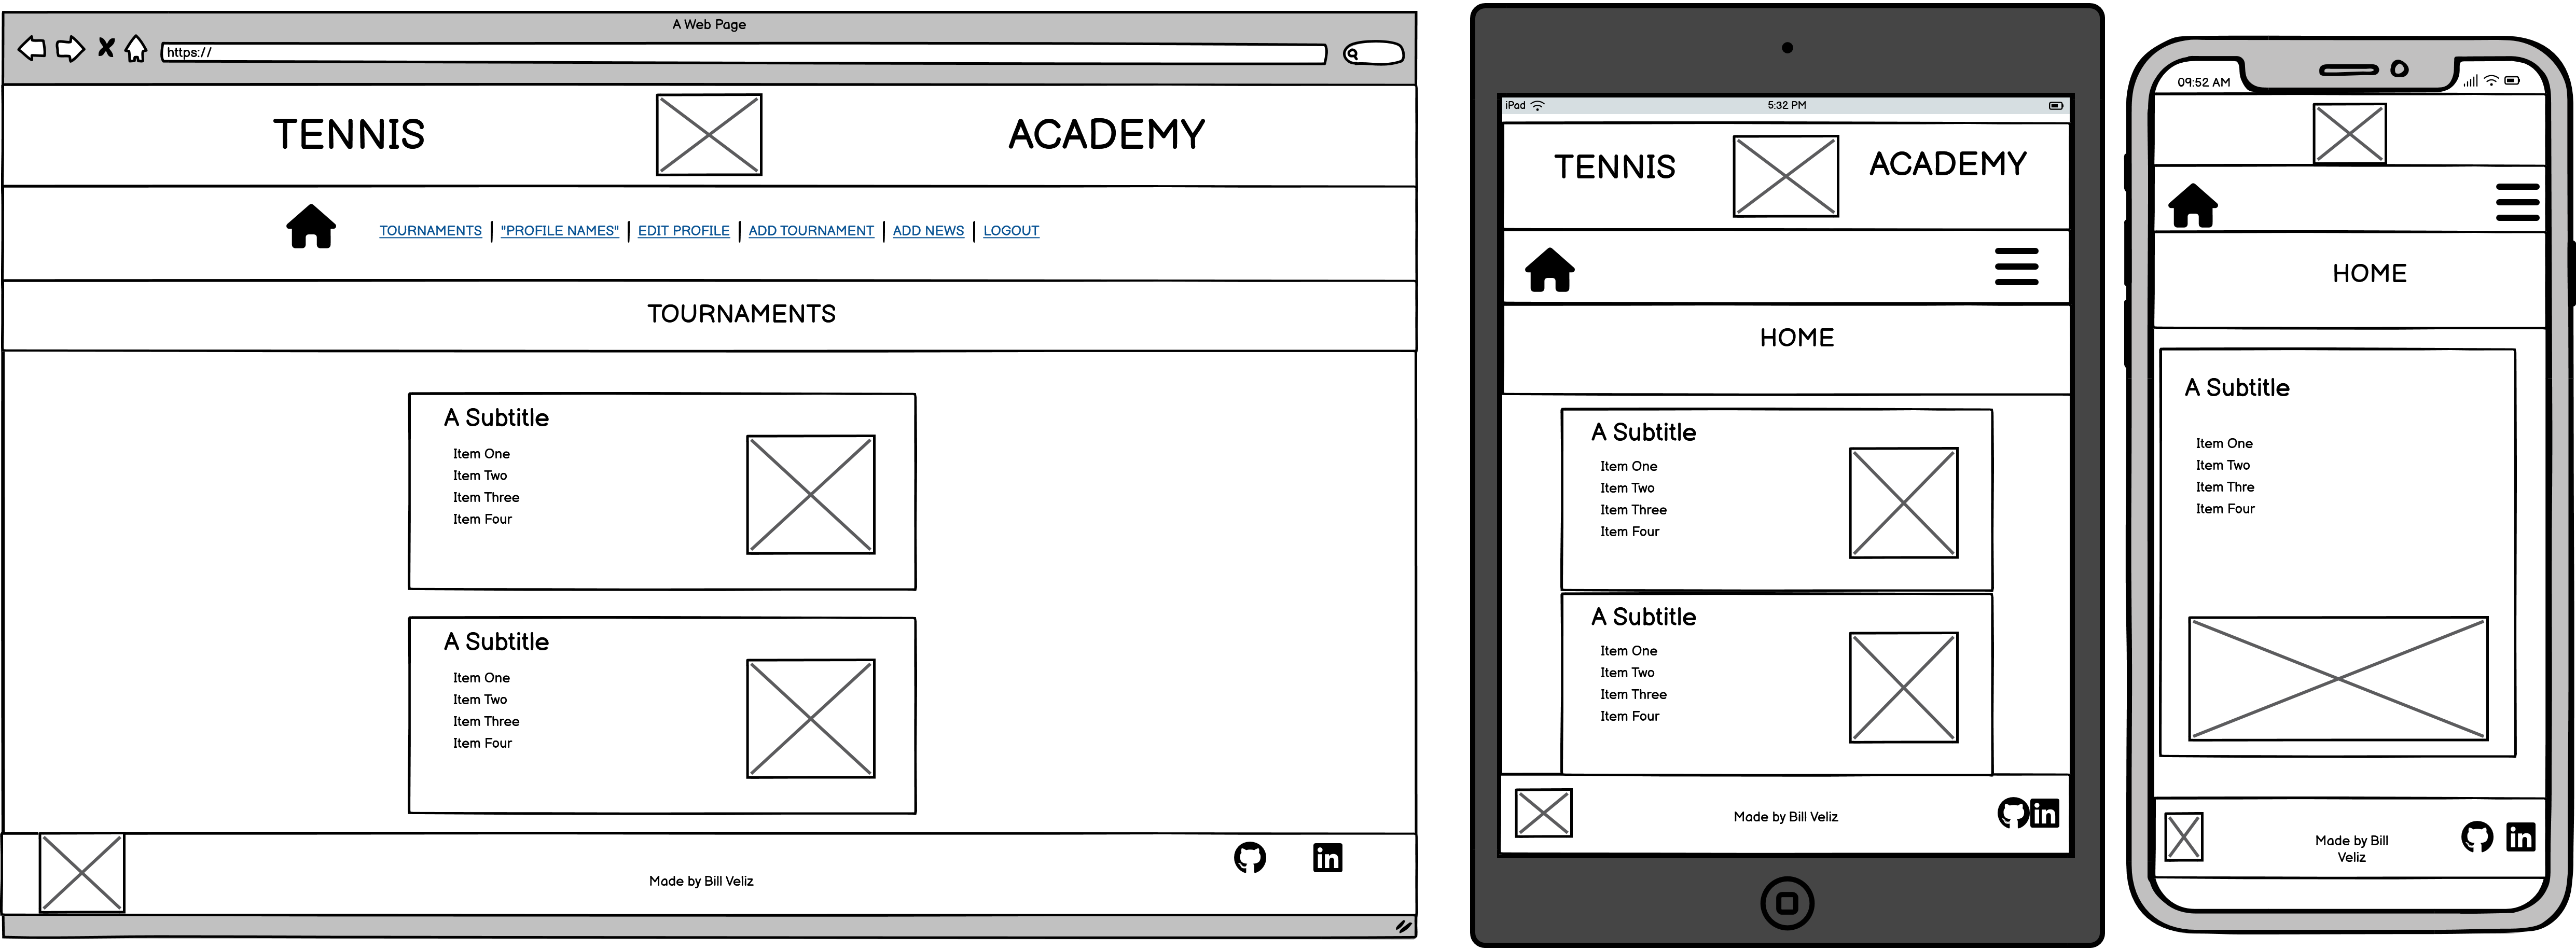 A Web Page
https://
TENNIS ACADEMY
TOURNAMENTS | "PROFILE NAMES" | EDIT PROFILE | ADD TOURNAMENT | ADD NEWS | LOGOUT
TOURNAMENTS
A Subtitle
Item One
Item Two
Item Three
Item Four
A Subtitle
Item One
Item Two
Item Three
Item Four
Made by Bill Veliz
in
iPad 5:32 PM
TENNIS ACADEMY
HOME
A Subtitle
Item One
Item Two
Item Three
Item Four
A Subtitle
Item One
Item Two
Item Three
Item Four
Made by Bill Veliz
in
09:52 AM
HOME
A Subtitle
Item One
Item Two
Item Thre
Item Four
Made by Bill
Veliz
in